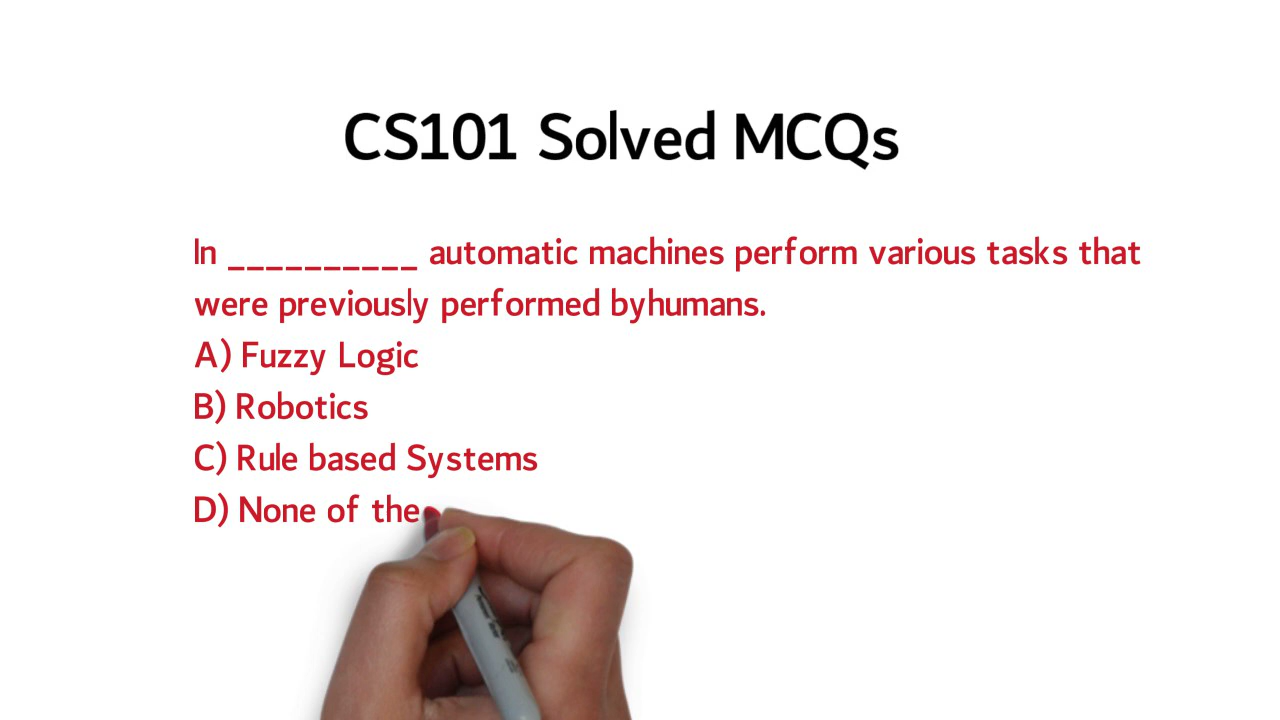 CS101 Solved MCQs
In __________ automatic machines perform various tasks that
were previously performed byhumans.
A) Fuzzy Logic
B) Robotics
C) Rule based Systems
D) None of the